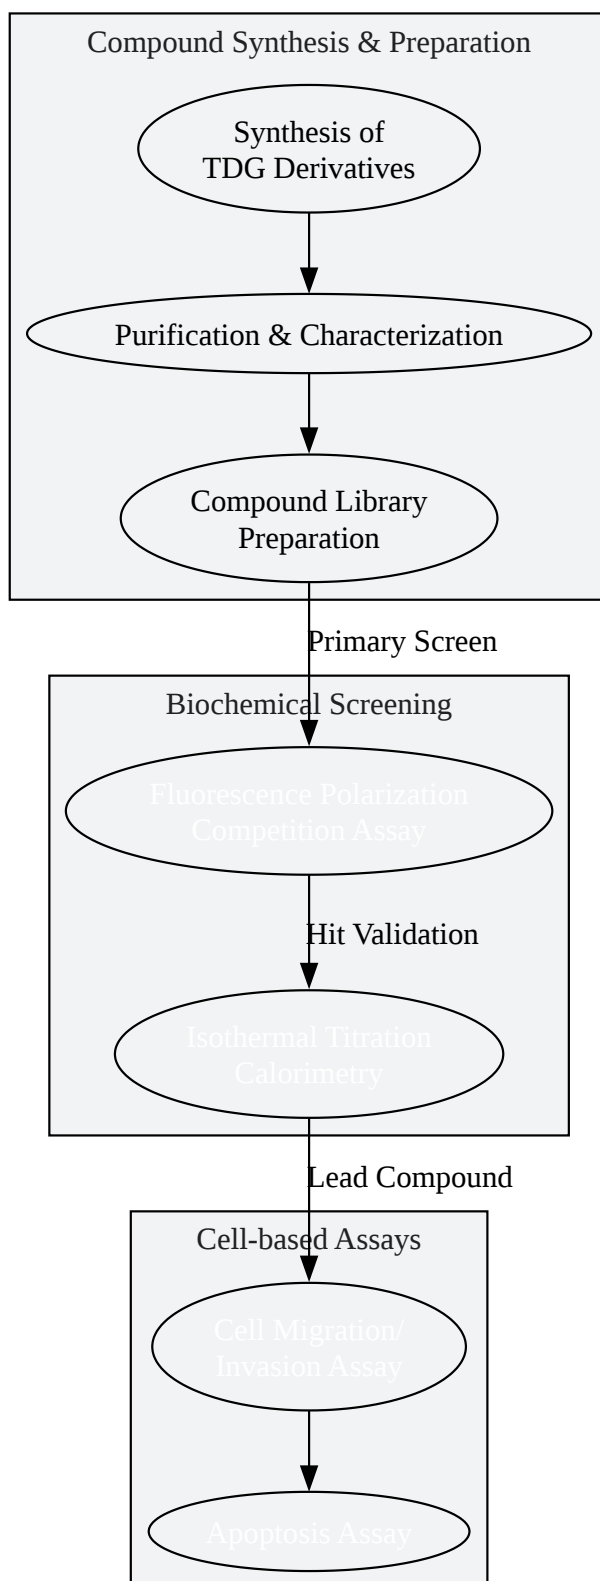 Compound Synthesis & Preparation
Synthesis of
TDG Derivatives
Purification & Characterization
Compound Library
Preparation
Primary Screen
Biochemical Screening
Fluorescence Polarization
Competition Assay
Hit Validation
Isothermal Titration
Calorimetry
Lead Compound
Cell-based Assays
Cell Migration/
Invasion Assay
Apoptosis Assay